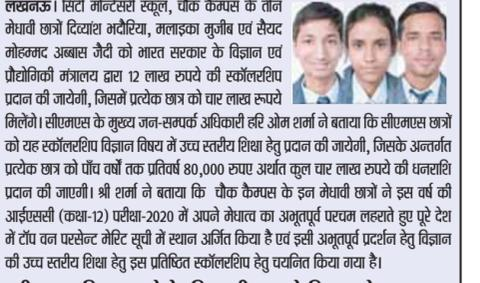 लखनऊ। सिटी मोन्टेसरी स्कूल, चौक कैम्पस के तीन
मेधावी छात्रों दिव्यांश भदौरिया, मलाइका मुजीब एवं सैयद
मोहम्मद अब्बास जैदी को भारत सरकार के विज्ञान एवं
प्रौद्योगिकी मंत्रालय द्वारा 12 लाख रुपये की स्कॉलरशिप
प्रदान की जायेगी, जिसमें प्रत्येक छात्र को चार लाख रूपये
मिलेंगे। सीएमएस के मुख्य जन-सम्पर्क अधिकारी हरि ओम शर्मा ने बताया कि सीएमएस छात्रों
को यह स्कॉलरशिप विज्ञान विषय में उच्च स्तरीय शिक्षा हेतु प्रदान की जायेगी, जिसके अन्तर्गत
प्रत्येक छात्र को पाँच वर्षों तक प्रतिवर्ष 80,000 रुपए अर्थात कुल चार लाख रुपये की धनराशि
प्रदान की जाएगी। श्री शर्मा ने बताया कि चौक कैम्पस के इन मेधावी छात्रों ने इस वर्ष की
आईएससी (कक्षा-12) परीक्षा-2020 में अपने मेधात्व का अभूतपूर्व परचम लहराते हुए पूरे देश
में टॉप वन परसेन्ट मेरिट सूची में स्थान अर्जित किया है एवं इसी अभूतपूर्व प्रदर्शन हेतु विज्ञान
की उच्च स्तरीय शिक्षा हेतु इस प्रतिष्ठित स्कॉलरशिप हेतु चयनित किया गया है।